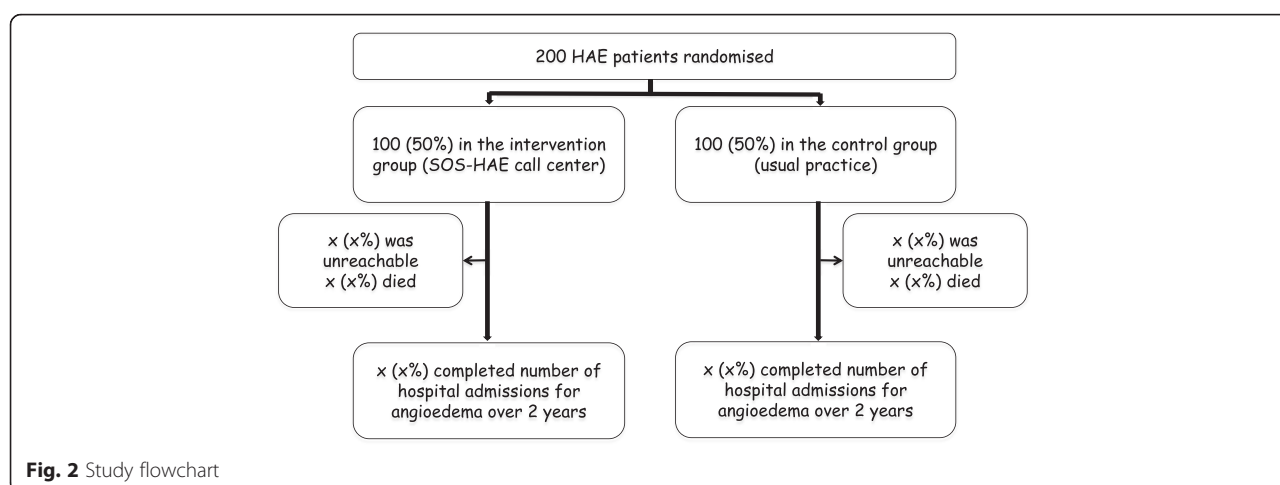 200 HAE patients randomised
100 (50%) in the intervention
group (SOS-HAE call center)
100 (50%) in the control group
(usual practice)
x (x%) was
unreachable
x (x%) died
x (x%) was
unreachable
x (x%) died
x (x%) completed number of
hospital admissions for
angioedema over 2 years
x (x%) completed number of
hospital admissions for
angioedema over 2 years
Fig. 2 Study flowchart